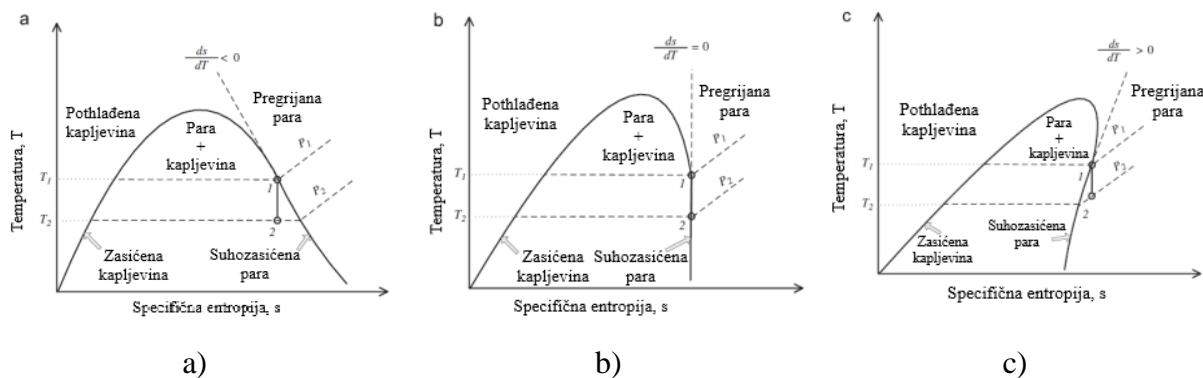 a
ds/dT < 0
Pothlađena
kapljevina
Pregrijana
para
Para
+
kapljevina
Temperatura, T
T1
T2
P1
P2
1
2
Zasićena
kapljevina
Suhozasićena
para
Specifična entropija, s
a)
b
ds/dT = 0
Pothlađena
kapljevina
Pregrijana
para
Para
+
kapljevina
Temperatura, T
T1
T2
P1
P2
1
2
Zasićena
kapljevina
Suhozasićena
para
Specifična entropija, s
b)
c
ds/dT > 0
Pothlađena
kapljevina
Pregrijana
para
Para
+
kapljevina
Temperatura, T
T1
T2
P1
P2
1
2
Zasićena
kapljevina
Suhozasićena
para
Specifična entropija, s
c)